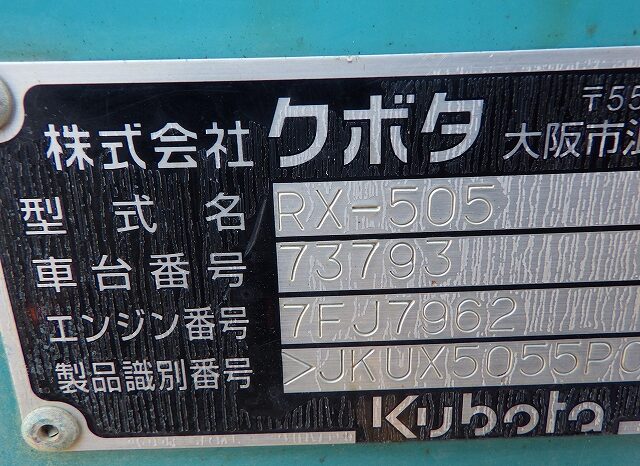 株式会社 クボタ 〒55
大阪市
型式名 RX-505
車台番号 73793
エンジン番号 7FJ7962
製品識別番号 >JKUX5055P
Kubota